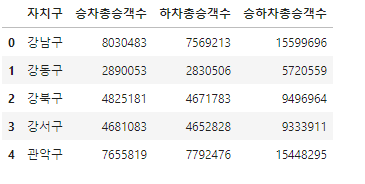 자치구 승차총승객수 하차총승객수 승하차총승객수
0 강남구 8030483 7569213 15599696
1 강동구 2890053 2830506 5720559
2 강북구 4825181 4671783 9496964
3 강서구 4681083 4652828 9333911
4 관악구 7655819 7792476 15448295